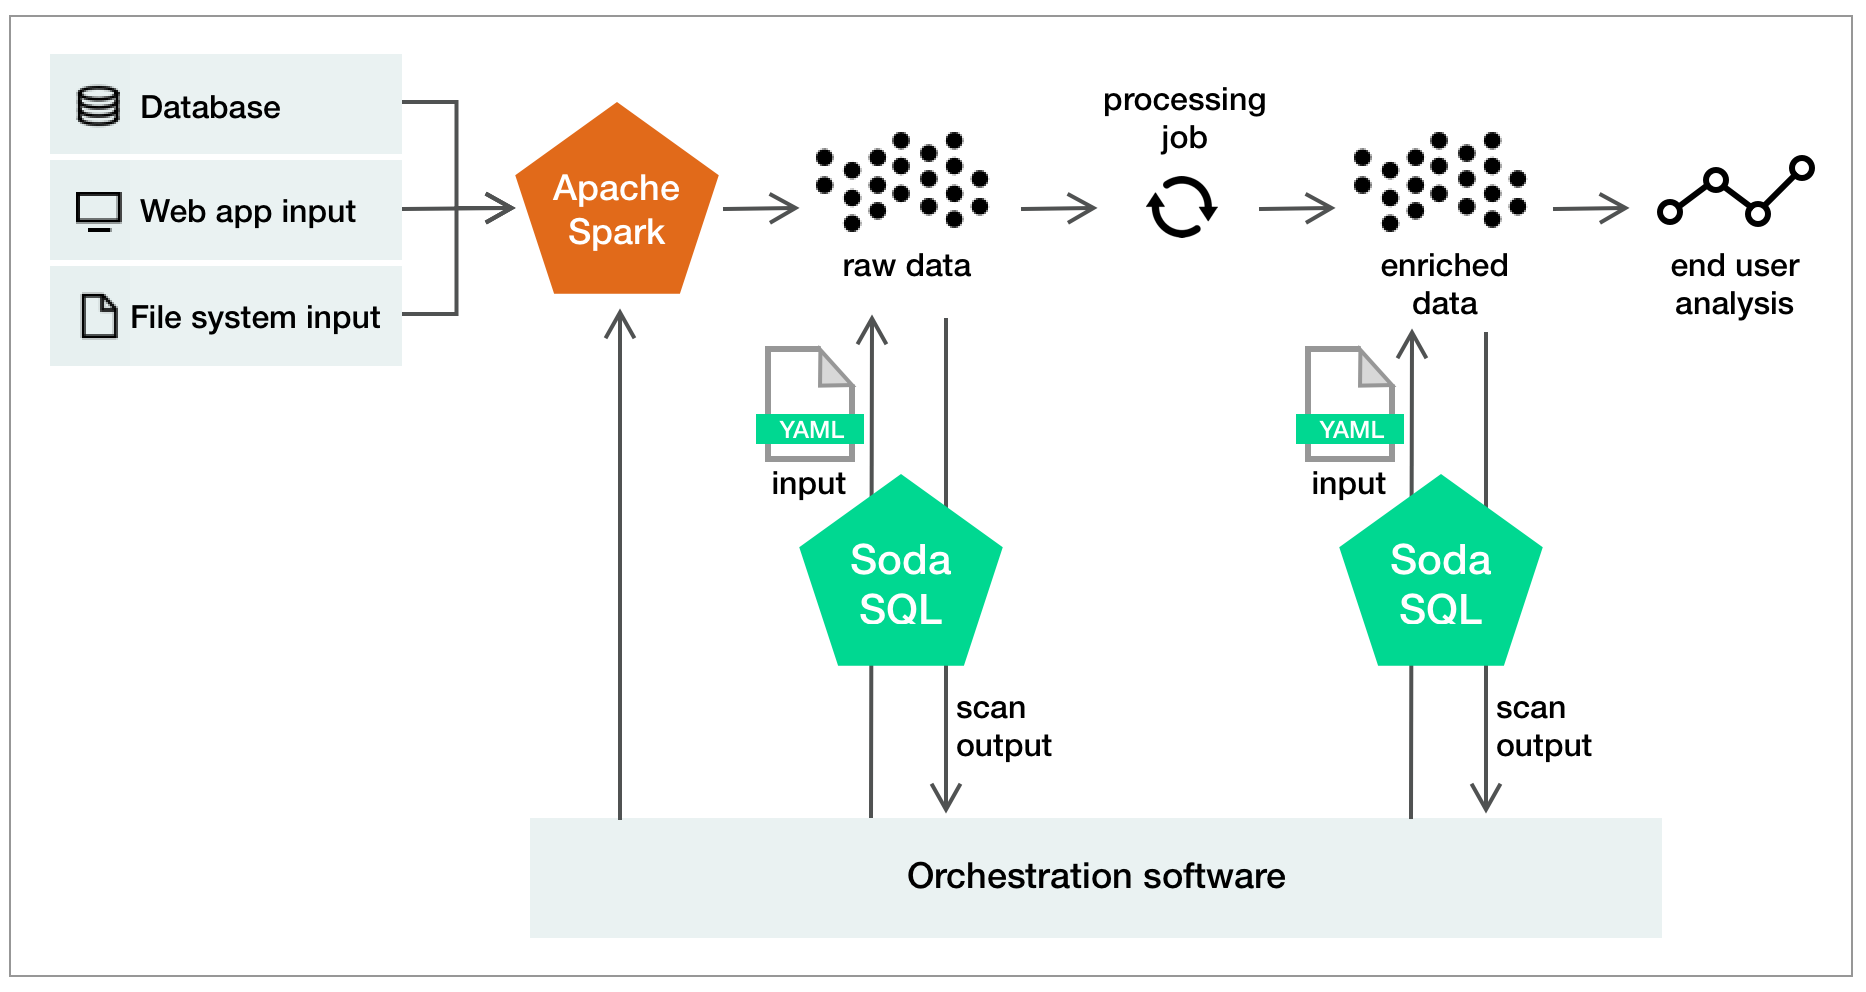 Database
Web app input
File system input
Apache
Spark
raw data
processing
job
enriched
data
end user
analysis
YAML
input
Soda
SQL
scan
output
YAML
input
Soda
SQL
scan
output
Orchestration software